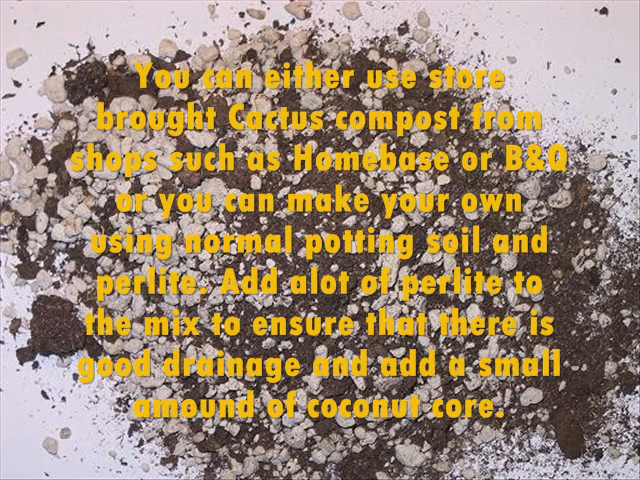 You can either use store
brought Cactus compost from
shops such as Homebase or B&Q
or you can make your own
using normal potting soil and
perlite. Add alot of perlite to
the mix to ensure that there is
good drainage and add a small
amound of coconut core.